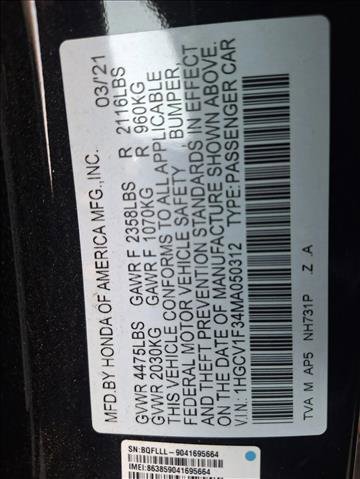 MFD.BY HONDA OF AMERICA MFG.,INC. 03/'21
GVWR 4475LBS GAWR F 2358LBS R 2116LBS
GVWR 2030KG GAWR F 1070KG R 960KG
THIS VEHICLE CONFORMS TO ALL APPLICABLE
FEDERAL MOTOR VEHICLE SAFETY, BUMPER,
AND THEFT PREVENTION STANDARDS IN EFFECT
ON THE DATE OF MANUFACTURE SHOWN ABOVE.
V.I.N: 1HGCV1F34MA050312 TYPE:PASSENGER CAR
TVA M AP5 NH731P Z A
SN:BQFLLL-9041695664
IMEI:863859041695664